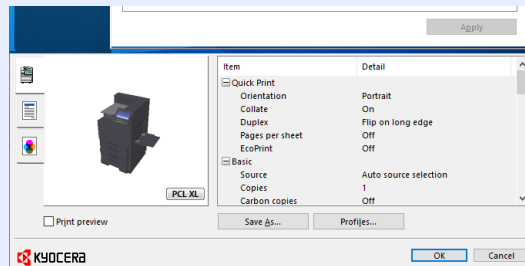 Apply
Item Detail
Quick Print
Orientation Portrait
Collate On
Duplex Flip on long edge
Pages per sheet Off
EcoPrint Off
Basic
Source Auto source selection
Copies 1
Carbon copies Off
PCL XL
Print preview Save As... Profiles...
KYOCERA OK Cancel